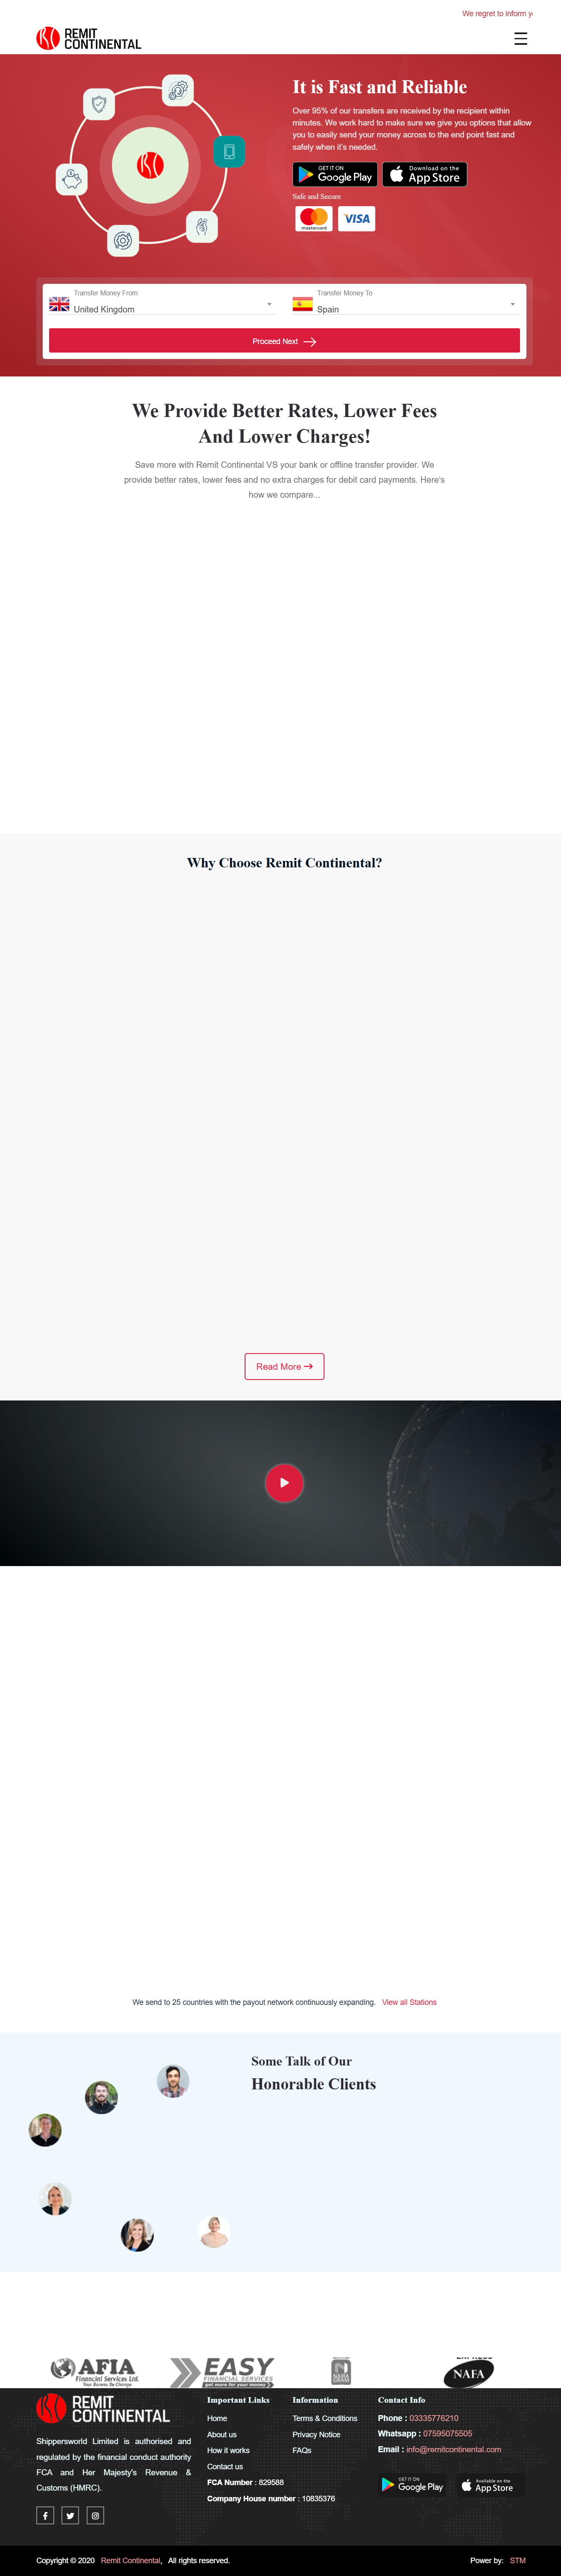 We regret to inform
REMIT
CONTINENTAL
It is Fast and Reliable
Over 95% of our transfers are received by the recipient within
minutes. We work hard to make sure we give you options that allow
you to easily send your money across to the end point fast and
safely when it's needed.
GET IT ON
Google Play
Download on the
App Store
Safe and Secure
mastercard
VISA
Transfer Money From
United Kingdom
Transfer Money To
Spain
Proceed Next
We Provide Better Rates, Lower Fees
And Lower Charges!
Save more with Remit Continental VS your bank or offline transfer provider. We
provide better rates, lower fees and no extra charges for debit card payments. Here's
how we compare...
Why Choose Remit Continental?
Read More
We send to 25 countries with the payout network continuously expanding. View all Stations
Some Talk of Our
Honorable Clients
AFIA
Financial Services Ltd.
Your Bureau De Change
EASY
FINANCIAL SERVICES
get more for your money
NAFA
REMIT
CONTINENTAL
Shippersworld Limited is authorised and
regulated by the financial conduct authority
FCA and Her Majesty's Revenue &
Customs (HMRC).
Important Links
Home
About us
How it works
Contact us
FCA Number : 829588
Company House number : 10835376
Information
Terms & Conditions
Privacy Notice
FAQs
Contact Info
Phone : 03335776210
Whatsapp : 07595075505
Email : info@remitcontinental.com
GET IT ON
Google Play
Available on the
App Store
Copyright © 2020 Remit Continental, All rights reserved.
Power by: STM